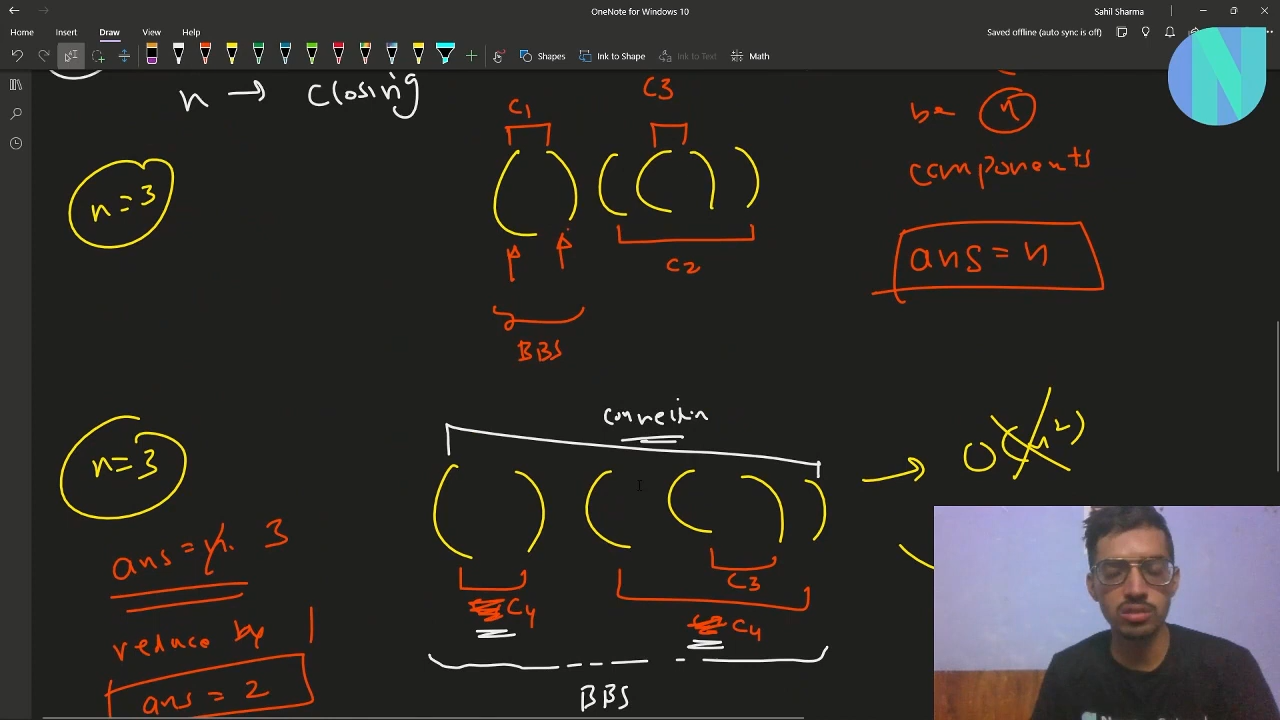 OneNote for Windows 10
Sahil Sharma
Home Insert Draw View Help
Saved offline (auto sync is off)
Shapes Ink to Shape Ink to Text Math
n → closing
be n
components
ans = n
n=3
C1
C3
( ) ( ( ) )
C2
BBS
n=3
connection
( ) ( ( ) )
→ O(n²)
C3
C4
C4
BBS
ans = n. 3
reduce by 1
ans = 2
N